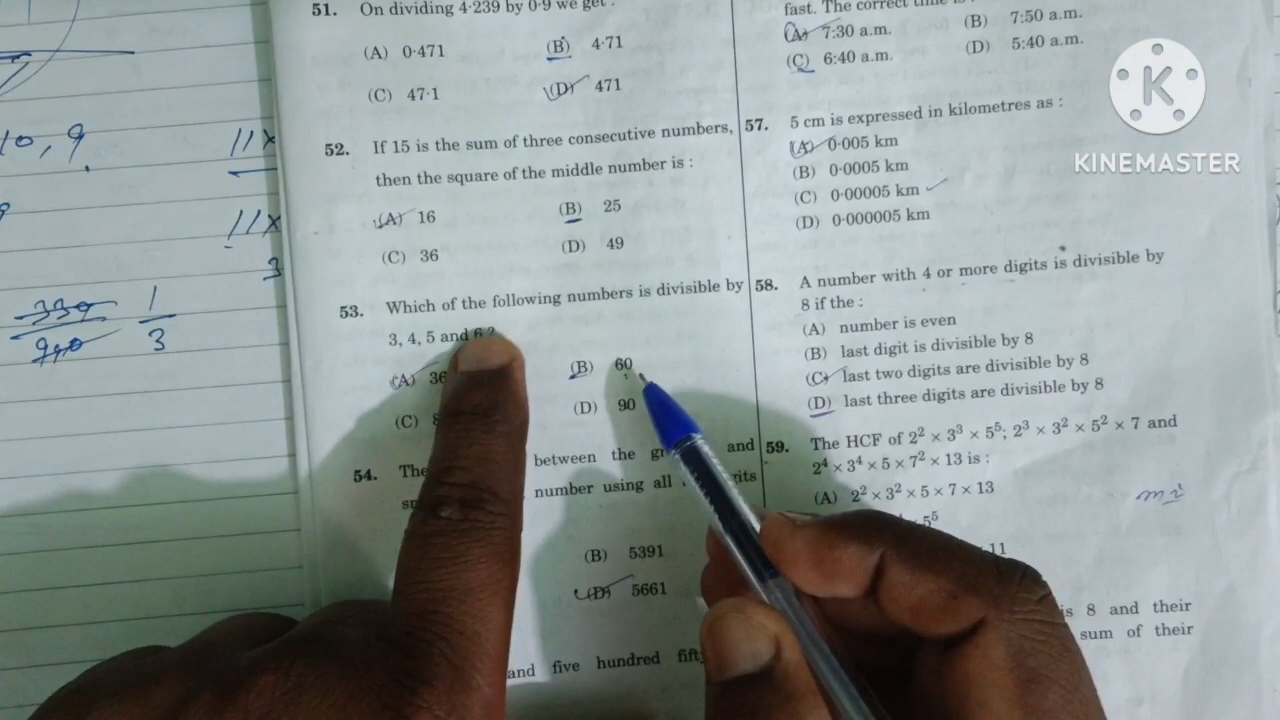 51. On dividing 4·239 by 0·9 we get :
(A) 0·471 (B) 4·71
(C) 47·1 (D) 471
52. If 15 is the sum of three consecutive numbers,
then the square of the middle number is :
(A) 16 (B) 25
(C) 36 (D) 49
53. Which of the following numbers is divisible by
3, 4, 5 and 6?
(A) 36 (B) 60
(C) (D) 90
54. The between the and
number using all
(B) 5391
(D) 5661
and five hundred
fast. The correct
(A) 7:30 a.m. (B) 7:50 a.m.
(C) 6:40 a.m. (D) 5:40 a.m.
57. 5 cm is expressed in kilometres as :
(A) 0·005 km
(B) 0·0005 km
(C) 0·00005 km
(D) 0·000005 km
58. A number with 4 or more digits is divisible by
8 if the :
(A) number is even
(B) last digit is divisible by 8
(C) last two digits are divisible by 8
(D) last three digits are divisible by 8
59. The HCF of 2² × 3³ × 5⁵; 2³ × 3² × 5² × 7 and
2⁴ × 3⁴ × 5 × 7² × 13 is :
(A) 2² × 3² × 5 × 7 × 13
5⁵
11
is 8 and their
sum of their
10, 9
11×
11×
3
339 1
940 3
K
KINEMASTER